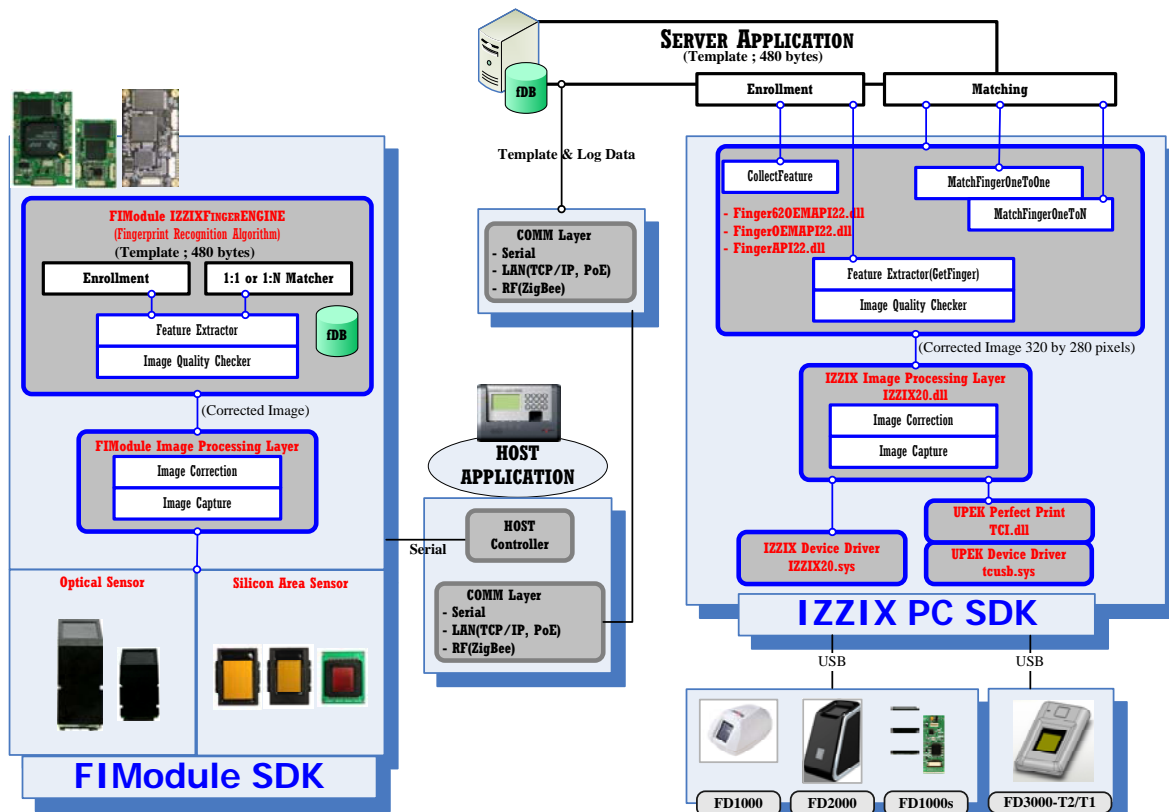 SERVER APPLICATION
(Template ; 480 bytes)
fDB
Enrollment
Matching
Template & Log Data
COMM Layer
- Serial
- LAN(TCP/IP, PoE)
- RF(ZigBee)
FIModule IZZIXFINGERENGINE
(Fingerprint Recognition Algorithm)
(Template ; 480 bytes)
Enrollment
1:1 or 1:N Matcher
Feature Extractor
Image Quality Checker
fDB
(Corrected Image)
FIModule Image Processing Layer
Image Correction
Image Capture
Optical Sensor
Silicon Area Sensor
FIModule SDK
HOST
APPLICATION
Serial
HOST
Controller
COMM Layer
- Serial
- LAN(TCP/IP, PoE)
- RF(ZigBee)
CollectFeature
MatchFingerOneToOne
MatchFingerOneToN
- Finger62OEMAPI22.dll
- FingerOEMAPI22.dll
- FingerAPI22.dll
Feature Extractor(GetFinger)
Image Quality Checker
(Corrected Image 320 by 280 pixels)
IZZIX Image Processing Layer
IZZIX20.dll
Image Correction
Image Capture
UPEK Perfect Print
TCI.dll
IZZIX Device Driver
IZZIX20.sys
UPEK Device Driver
tcusb.sys
IZZIX PC SDK
USB
USB
FD1000
FD2000
FD1000s
FD3000-T2/T1